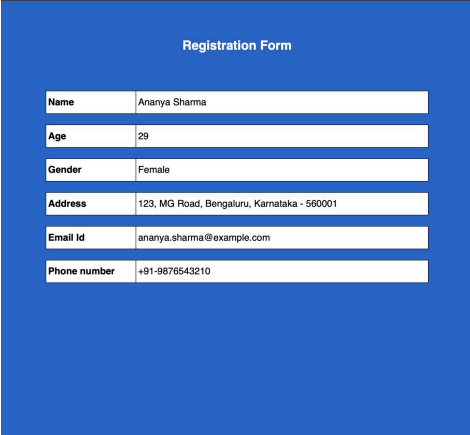 Registration Form
Name Ananya Sharma
Age 29
Gender Female
Address 123, MG Road, Bengaluru, Karnataka - 560001
Email Id ananya.sharma@example.com
Phone number +91-9876543210